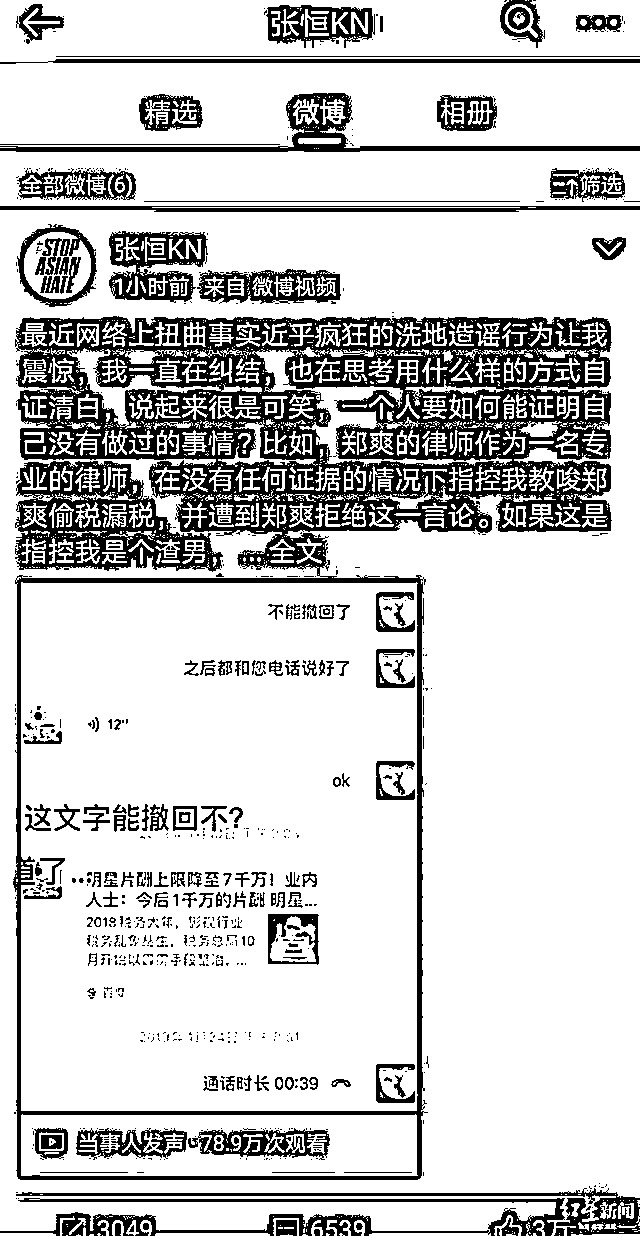 张恒KN
精选 微博 相册
全部微博(6) 筛选
STOP
ASIAN
HATE
张恒KN
1小时前 来自 微博视频
最近网络上扭曲事实近乎疯狂的洗地造谣行为让我
震惊，我一直在纠结，也在思考用什么样的方式自
证清白，说起来很是可笑，一个人要如何能证明自
己没有做过的事情？比如，郑爽的律师作为一名专
业的律师，在没有任何证据的情况下指控我教唆郑
爽偷税漏税，并遭到郑爽拒绝这一言论。如果这是
指控我是个渣男，...全文
不能撤回了
之后都和您电话说好了
12"
ok
这文字能撤回不?
道了
明星片酬上限降至7千万！业内
人士：今后1千万的片酬 明星...
2018税务大年，影视行业
税务乱象丛生，税务总局10
通话时长 00:39
当事人发声·78.9万次观看
3049 6539 3万
红星新闻